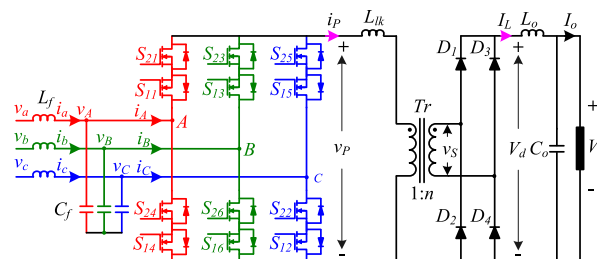 i_P L_lk I_L L_o I_o
S_21 S_23 S_25 + D_1 D_3 +
S_11 S_13 S_15
L_f
v_a i_a v_A i_A A Tr
v_b i_b v_B i_B B v_P v_S V_d C_o V
v_c i_c v_C i_C C
1:n
C_f S_24 S_26 S_22 D_2 D_4
S_14 S_16 S_12 - - -
+